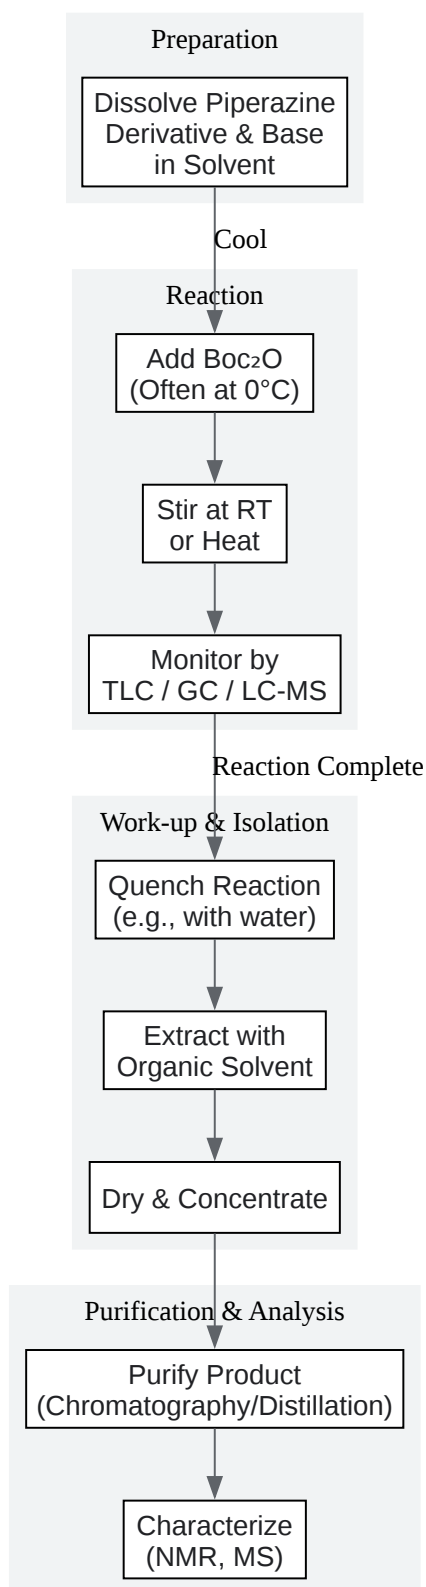 Preparation
Dissolve Piperazine
Derivative & Base
in Solvent
Cool
Reaction
Add Boc₂O
(Often at 0°C)
Stir at RT
or Heat
Monitor by
TLC / GC / LC-MS
Reaction Complete
Work-up & Isolation
Quench Reaction
(e.g., with water)
Extract with
Organic Solvent
Dry & Concentrate
Purification & Analysis
Purify Product
(Chromatography/Distillation)
Characterize
(NMR, MS)